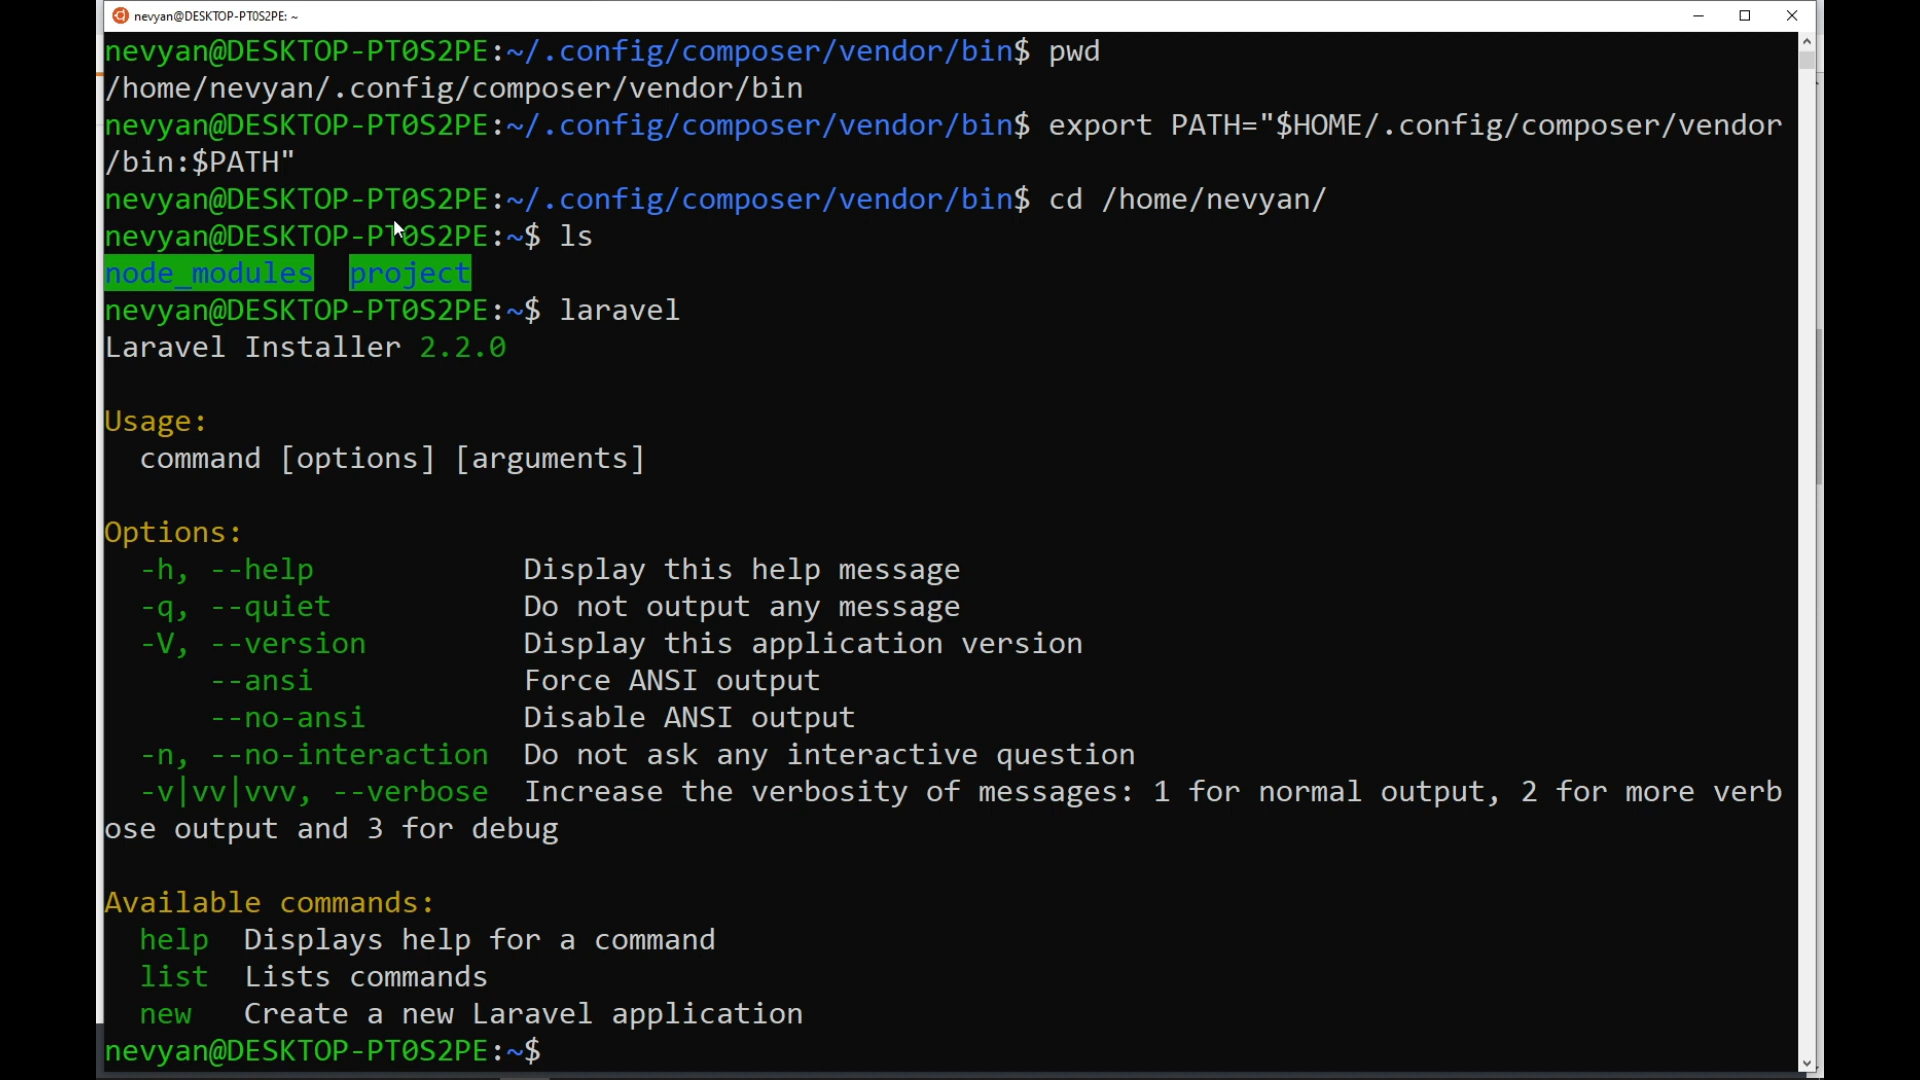 nevyan@DESKTOP-PT0S2PE: ~
nevyan@DESKTOP-PT0S2PE:~/.config/composer/vendor/bin$ pwd
/home/nevyan/.config/composer/vendor/bin
nevyan@DESKTOP-PT0S2PE:~/.config/composer/vendor/bin$ export PATH="$HOME/.config/composer/vendor
/bin:$PATH"
nevyan@DESKTOP-PT0S2PE:~/.config/composer/vendor/bin$ cd /home/nevyan/
nevyan@DESKTOP-PT0S2PE:~$ ls
node_modules  project
nevyan@DESKTOP-PT0S2PE:~$ laravel
Laravel Installer 2.2.0
Usage:
  command [options] [arguments]
Options:
  -h, --help            Display this help message
  -q, --quiet           Do not output any message
  -V, --version         Display this application version
      --ansi            Force ANSI output
      --no-ansi         Disable ANSI output
  -n, --no-interaction  Do not ask any interactive question
  -v|vv|vvv, --verbose  Increase the verbosity of messages: 1 for normal output, 2 for more verb
ose output and 3 for debug
Available commands:
  help  Displays help for a command
  list  Lists commands
  new   Create a new Laravel application
nevyan@DESKTOP-PT0S2PE:~$